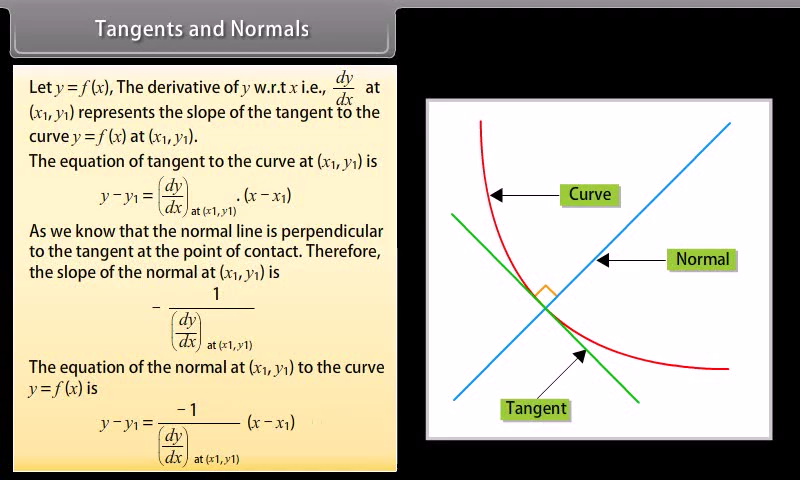 Tangents and Normals
Let y = f (x), The derivative of y w.r.t x i.e., dy/dx at
(x₁, y₁) represents the slope of the tangent to the
curve y = f (x) at (x₁, y₁).
The equation of tangent to the curve at (x₁, y₁) is
y − y₁ = (dy/dx) at (x1, y1) . (x − x₁)
As we know that the normal line is perpendicular
to the tangent at the point of contact. Therefore,
the slope of the normal at (x₁, y₁) is
− 1/(dy/dx) at (x1, y1)
The equation of the normal at (x₁, y₁) to the curve
y = f (x) is
y − y₁ = −1/(dy/dx) at (x1, y1) (x − x₁)
Curve
Normal
Tangent